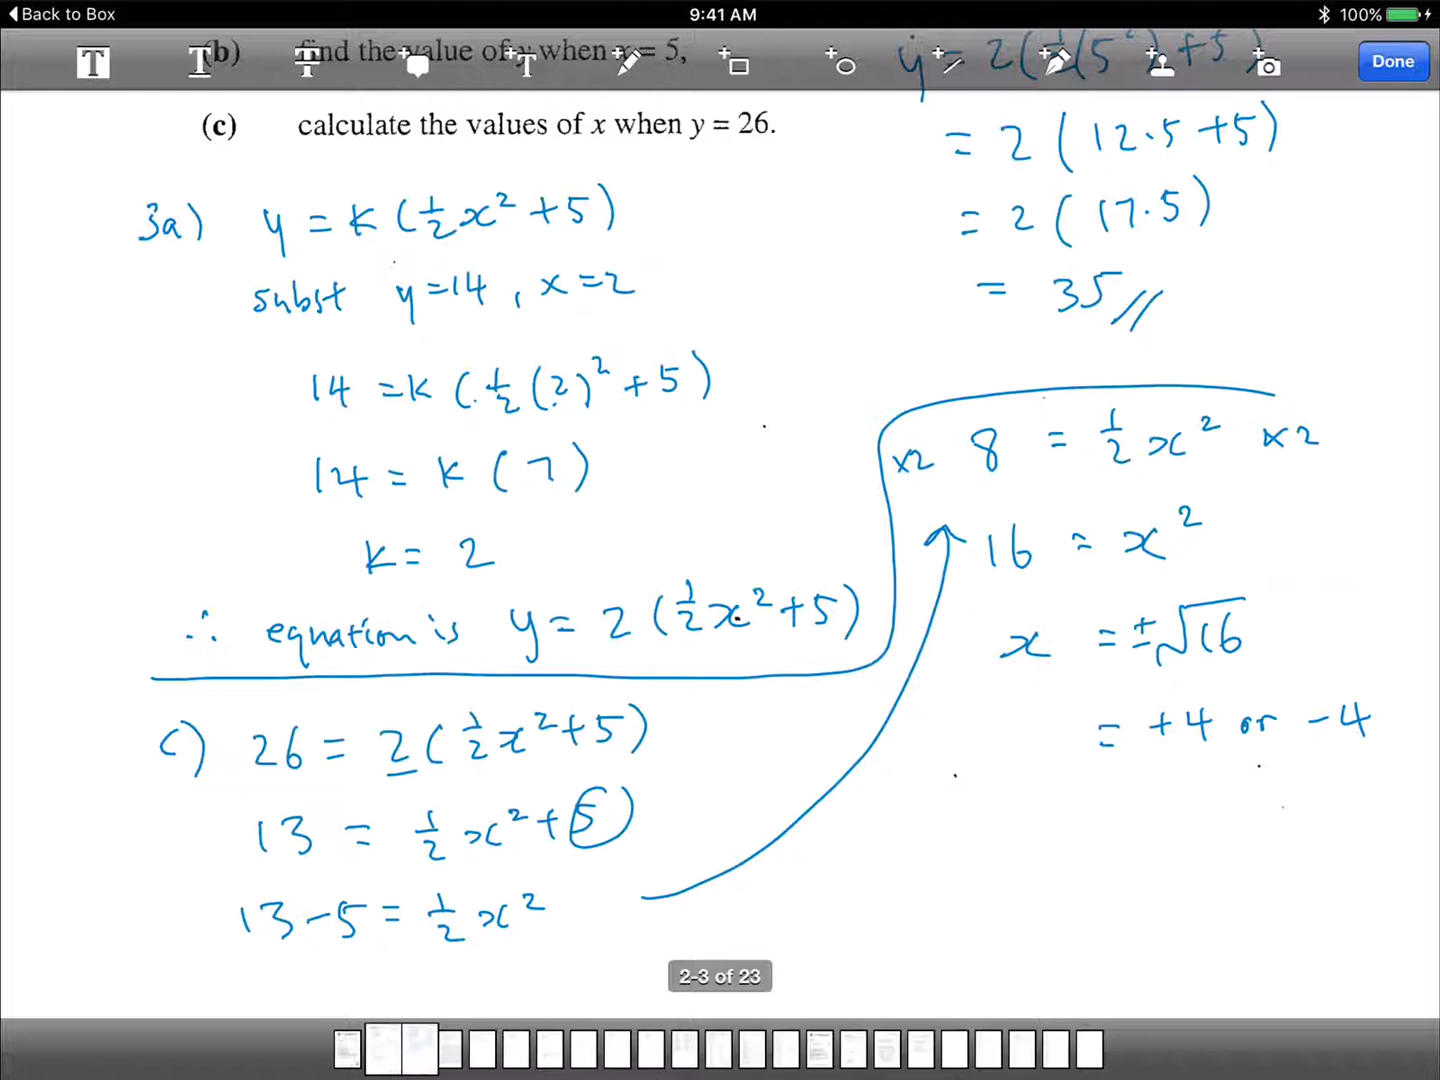 Back to Box
9:41 AM
100%
(b) find the value of y when x = 5,
Done
(c) calculate the values of x when y = 26.
3a) y = k (½x² + 5)
subst y = 14 , x = 2
14 = k (½ (2)² + 5)
14 = k (7)
k = 2
∴ equation is y = 2 (½x² + 5)
c) 26 = 2 (½x² + 5)
13 = ½x² + 5)
13 - 5 = ½x²
y = 2 (½(5²) + 5)
= 2 (12.5 + 5)
= 2 (17.5)
= 35 //
×2 8 = ½x² ×2
16 = x²
x = ±√16
= +4 or -4
2-3 of 23